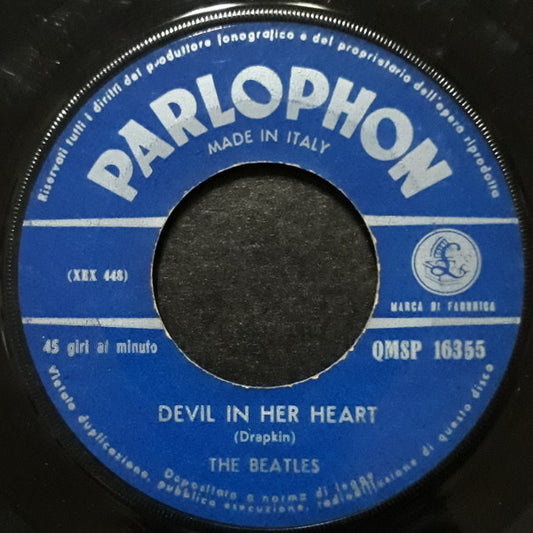 Riservati tutti i diritti del produttore fonografico e del proprietario dell'opera riprodotta
PARLOPHON
MADE IN ITALY
(XEX 448)
£
MARCA DI FABBRICA
45 giri al minuto
QMSP 16355
DEVIL IN HER HEART
(Drapkin)
THE BEATLES
Depositato a norma di legge
Vietate duplicazione, pubblica esecuzione, radiodiffusione di questo disco